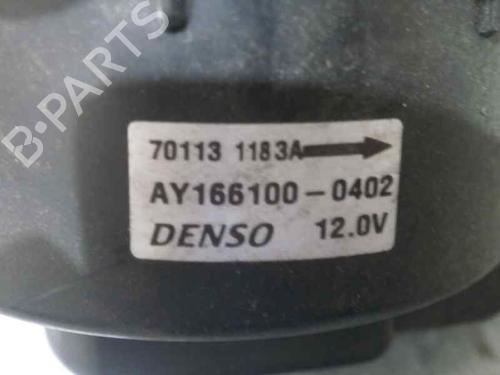 B-PARTS
70113 1183A
AY166100-0402
DENSO 12.0V